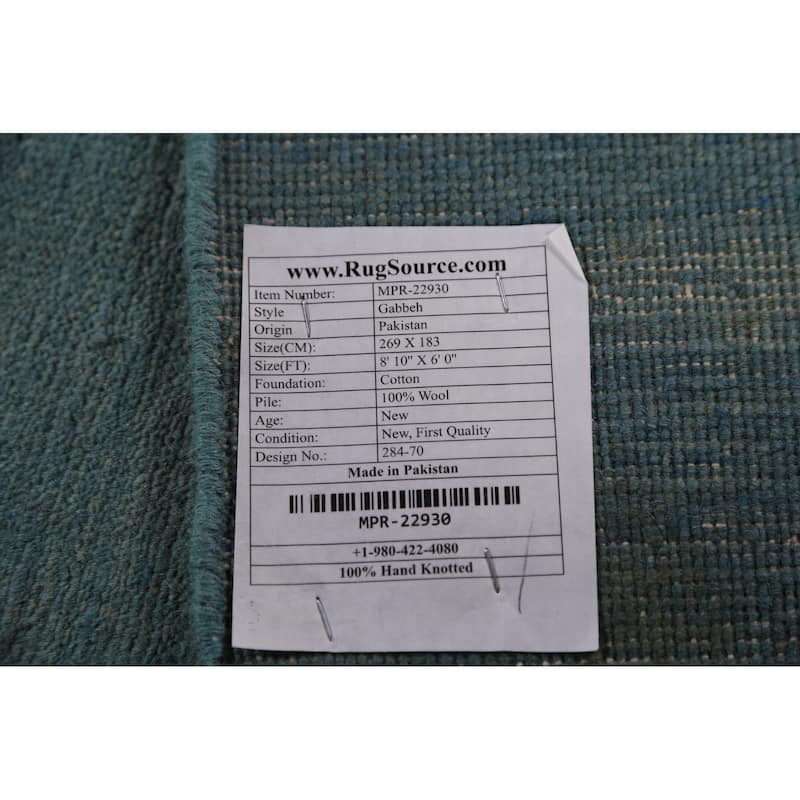 www.RugSource.com
Item Number: MPR-22930
Style Gabbeh
Origin Pakistan
Size(CM): 269 X 183
Size(FT): 8' 10" X 6' 0"
Foundation: Cotton
Pile: 100% Wool
Age: New
Condition: New, First Quality
Design No.: 284-70
Made in Pakistan
MPR-22930
+1-980-422-4080
100% Hand Knotted